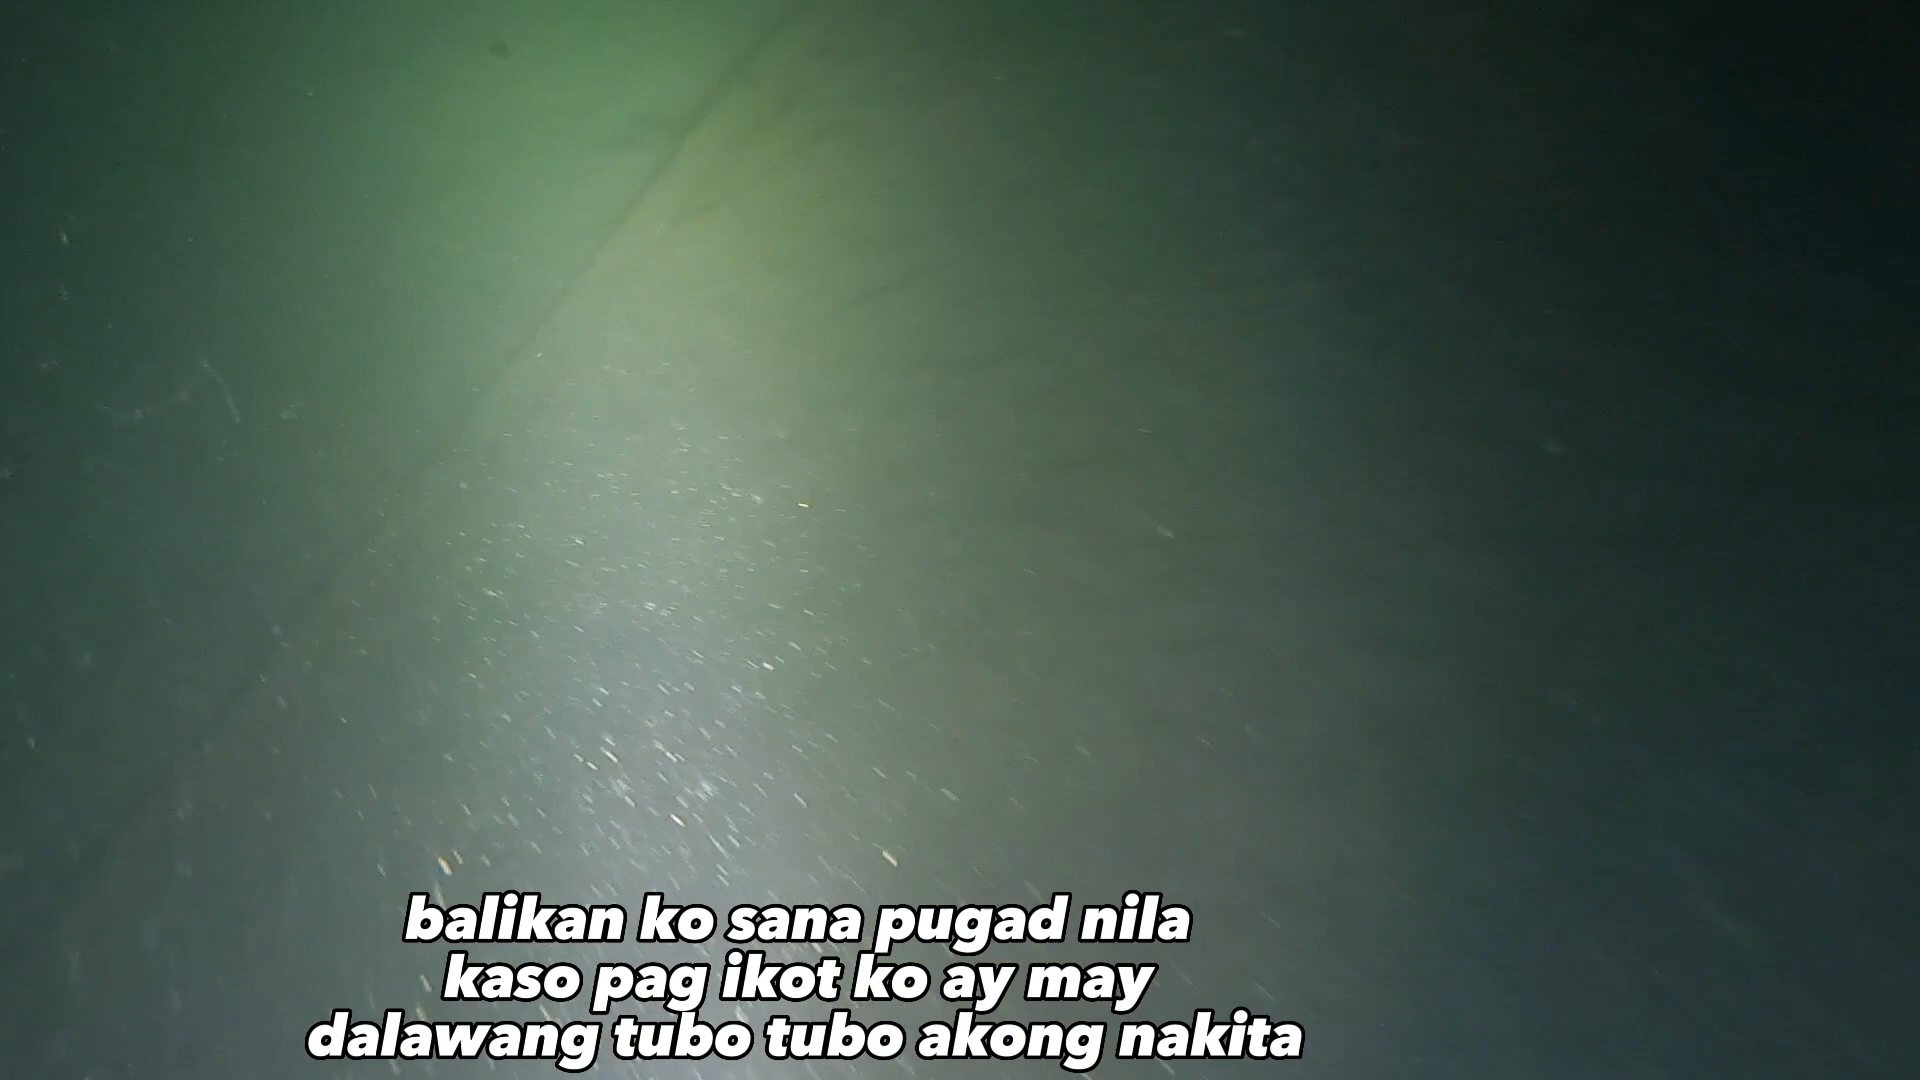 balikan ko sana pugad nila
kaso pag ikot ko ay may
dalawang tubo tubo akong nakita